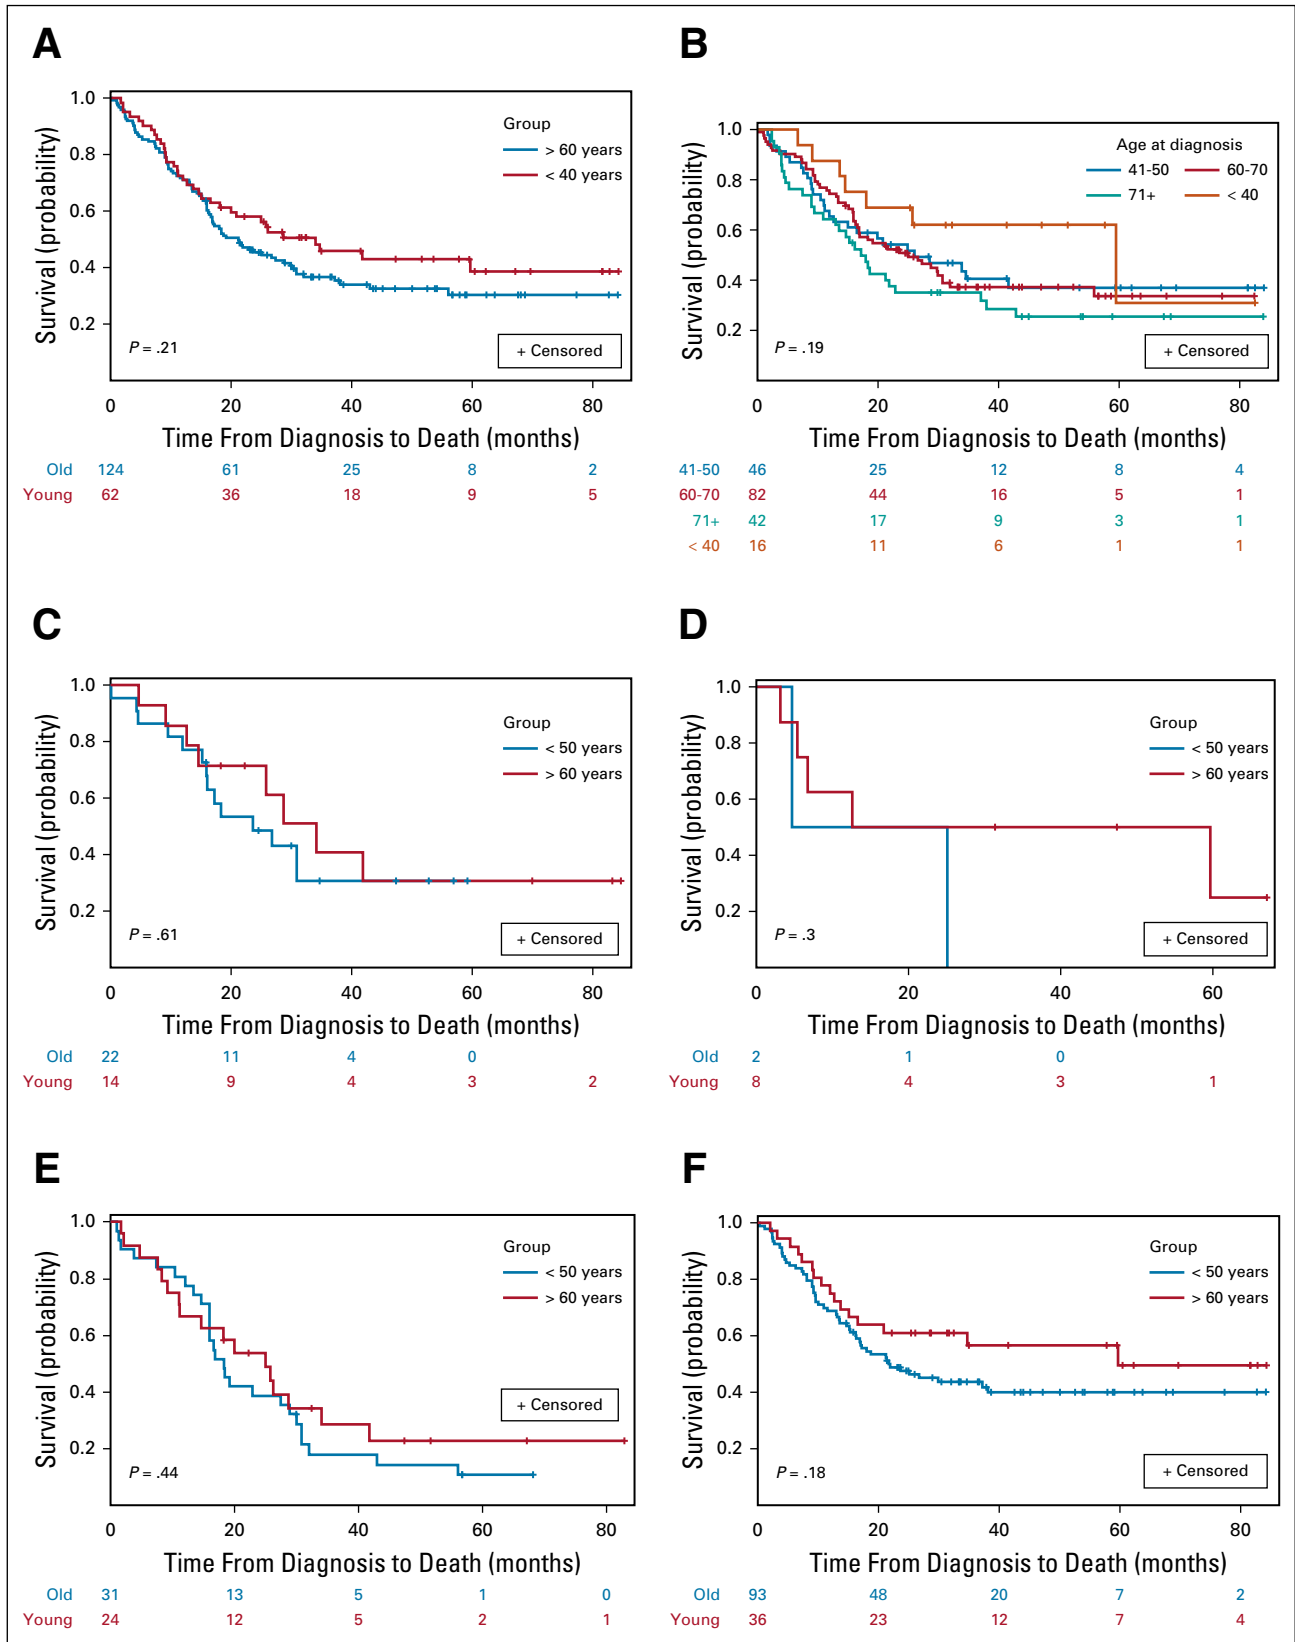 A
1.0
0.8
0.6
0.4
0.2
Survival (probability)
Group
> 60 years
< 40 years
P = .21
+ Censored
0 20 40 60 80
Time From Diagnosis to Death (months)
Old 124 61 25 8 2
Young 62 36 18 9 5
B
1.0
0.8
0.6
0.4
0.2
Survival (probability)
Age at diagnosis
41-50 60-70
71+ < 40
P = .19
+ Censored
0 20 40 60 80
Time From Diagnosis to Death (months)
41-50 46 25 12 8 4
60-70 82 44 16 5 1
71+ 42 17 9 3 1
< 40 16 11 6 1 1
C
1.0
0.8
0.6
0.4
0.2
Survival (probability)
Group
< 50 years
> 60 years
P = .61
+ Censored
0 20 40 60 80
Time From Diagnosis to Death (months)
Old 22 11 4 0
Young 14 9 4 3 2
D
1.0
0.8
0.6
0.4
0.2
Survival (probability)
Group
< 50 years
> 60 years
P = .3
+ Censored
0 20 40 60
Time From Diagnosis to Death (months)
Old 2 1 0
Young 8 4 3 1
E
1.0
0.8
0.6
0.4
0.2
Survival (probability)
Group
< 50 years
> 60 years
+ Censored
P = .44
0 20 40 60 80
Time From Diagnosis to Death (months)
Old 31 13 5 1 0
Young 24 12 5 2 1
F
1.0
0.8
0.6
0.4
0.2
Survival (probability)
Group
< 50 years
> 60 years
P = .18
+ Censored
0 20 40 60 80
Time From Diagnosis to Death (months)
Old 93 48 20 7 2
Young 36 23 12 7 4